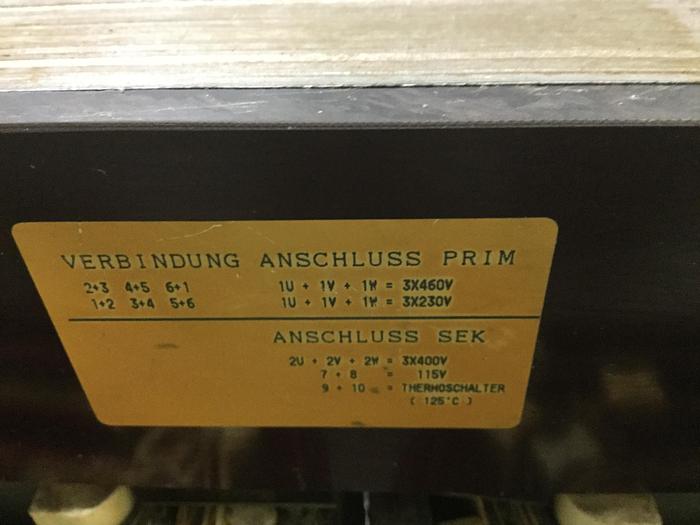 VERBINDUNG ANSCHLUSS PRIM
2+3 4+5 6+1 1U + 1V + 1W = 3X460V
1+2 3+4 5+6 1U + 1V + 1W = 3X230V
ANSCHLUSS SEK
2U + 2V + 2W = 3X400V
7 + 8 = 115V
9 + 10 = THERMOSCHALTER
( 125°C )